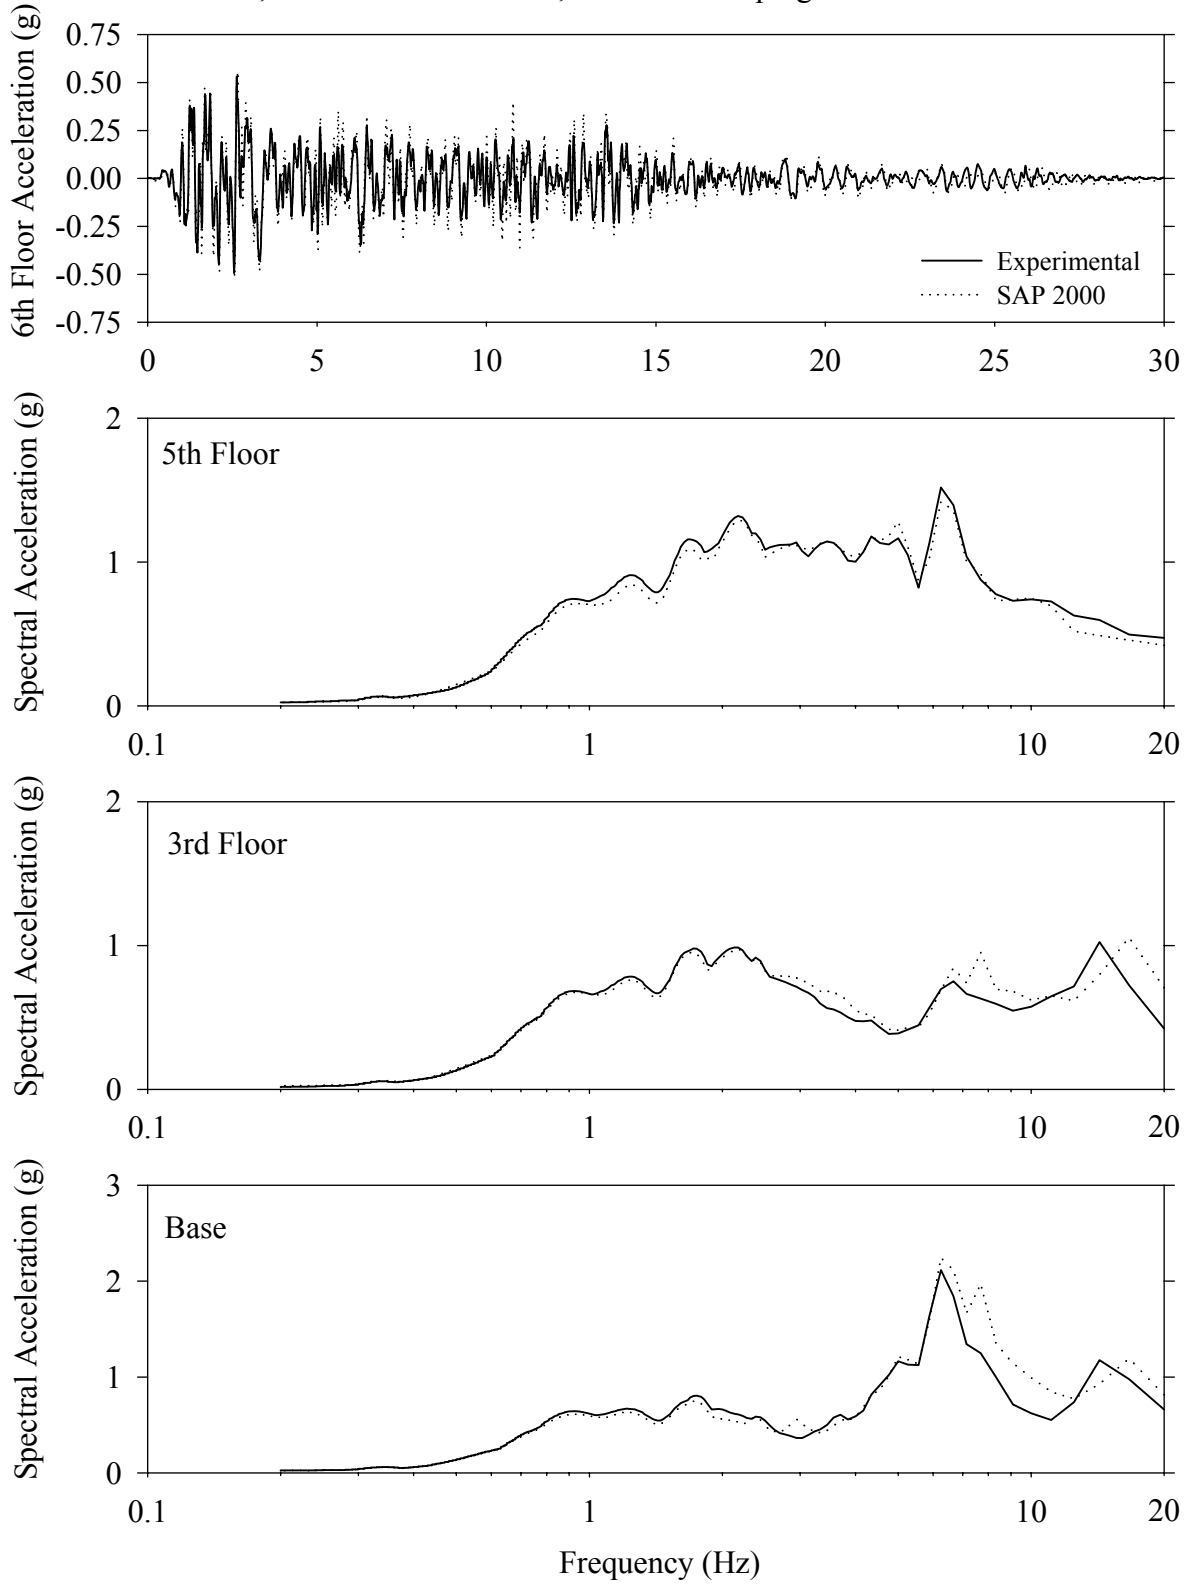 6th Floor Acceleration (g)
0.75
0.50
0.25
0.00
-0.25
-0.50
-0.75
Experimental
SAP 2000
0 5 10 15 20 25 30
Spectral Acceleration (g)
2
1
0
5th Floor
0.1 1 10 20
Spectral Acceleration (g)
2
1
0
3rd Floor
0.1 1 10 20
Spectral Acceleration (g)
3
2
1
0
Base
0.1 1 10 20
Frequency (Hz)